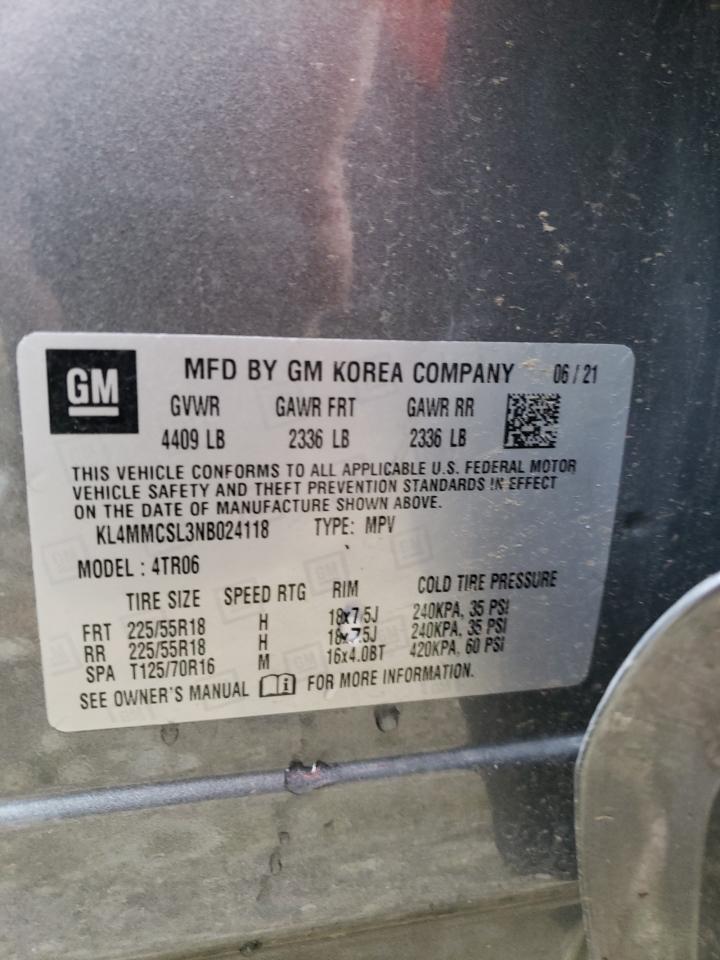 GM MFD BY GM KOREA COMPANY 06 / 21
GVWR GAWR FRT GAWR RR
4409 LB 2336 LB 2336 LB
THIS VEHICLE CONFORMS TO ALL APPLICABLE U.S. FEDERAL MOTOR
VEHICLE SAFETY AND THEFT PREVENTION STANDARDS IN EFFECT
ON THE DATE OF MANUFACTURE SHOWN ABOVE.
KL4MMCSL3NB024118 TYPE: MPV
MODEL : 4TR06
TIRE SIZE SPEED RTG RIM COLD TIRE PRESSURE
FRT 225/55R18 H 18x7.5J 240KPA, 35 PSI
RR 225/55R18 H 18x7.5J 240KPA, 35 PSI
SPA T125/70R16 M 16x4.0BT 420KPA, 60 PSI
SEE OWNER'S MANUAL FOR MORE INFORMATION.